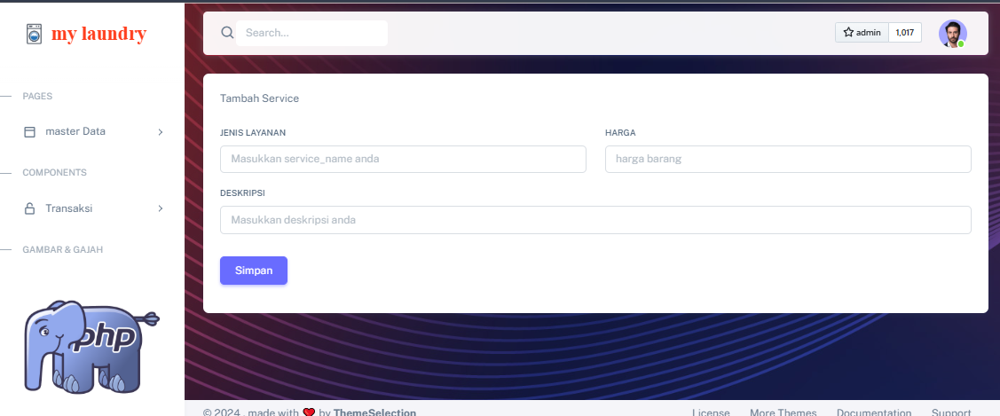 my laundry
Search...
admin 1,017
PAGES
master Data
COMPONENTS
Transaksi
GAMBAR & GAJAH
php
Tambah Service
JENIS LAYANAN HARGA
Masukkan service_name anda harga barang
DESKRIPSI
Masukkan deskripsi anda
Simpan
© 2024 , made with ❤️ by ThemeSelection License More Themes Documentation Support